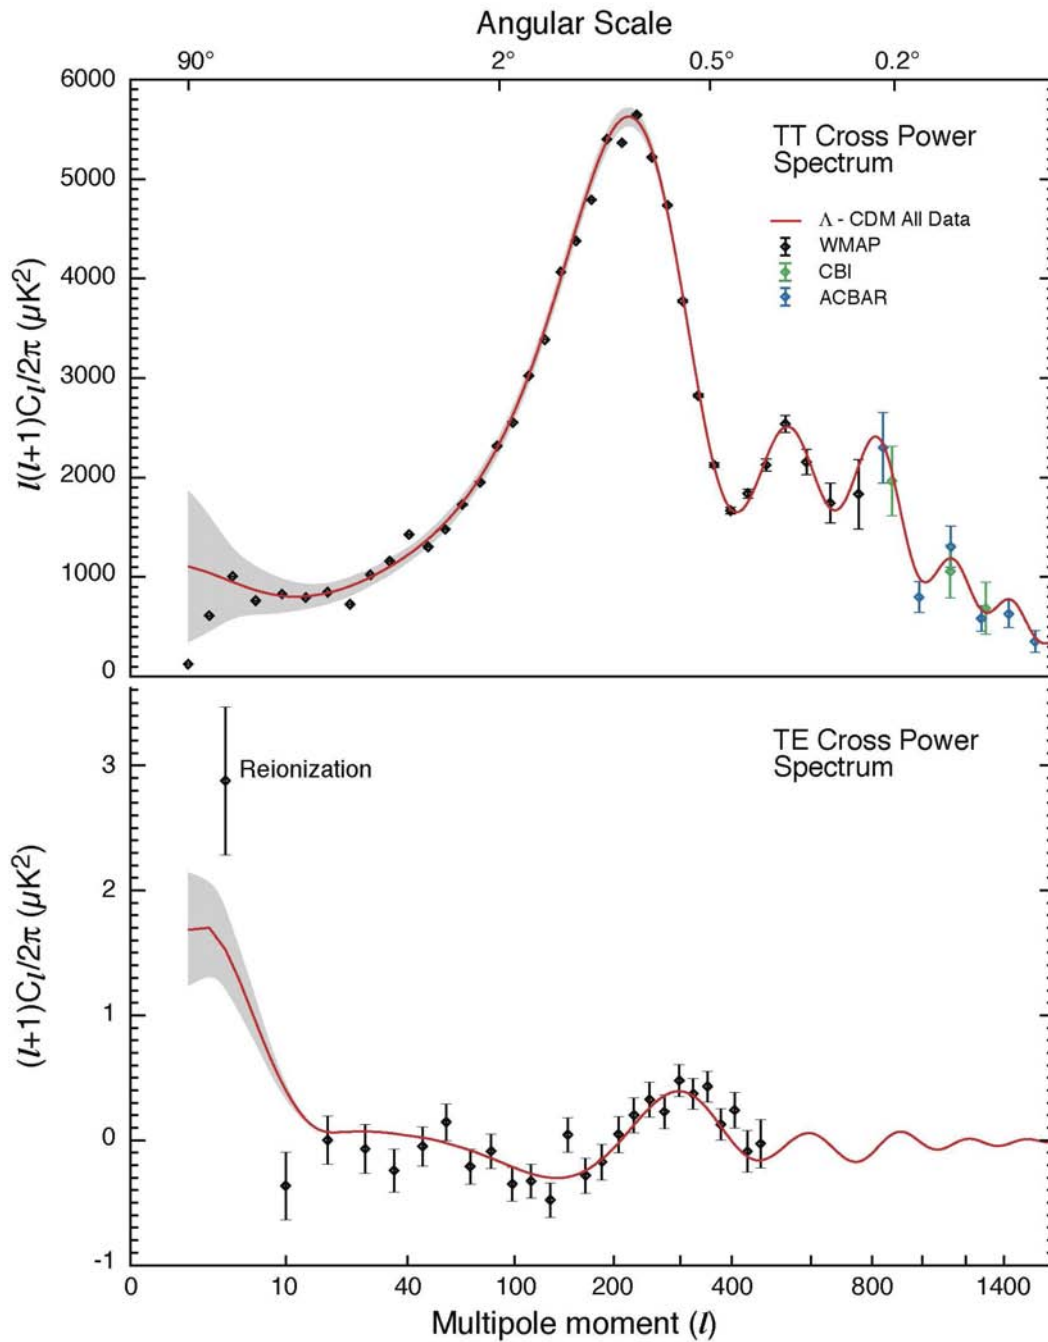 Angular Scale
90° 2° 0.5° 0.2°
6000
5000
4000
3000
2000
1000
0
l(l+1)Cl/2π (μK²)
TT Cross Power
Spectrum
Λ - CDM All Data
WMAP
CBI
ACBAR
3
2
1
0
-1
(l+1)Cl/2π (μK²)
Reionization
TE Cross Power
Spectrum
0 10 40 100 200 400 800 1400
Multipole moment (l)